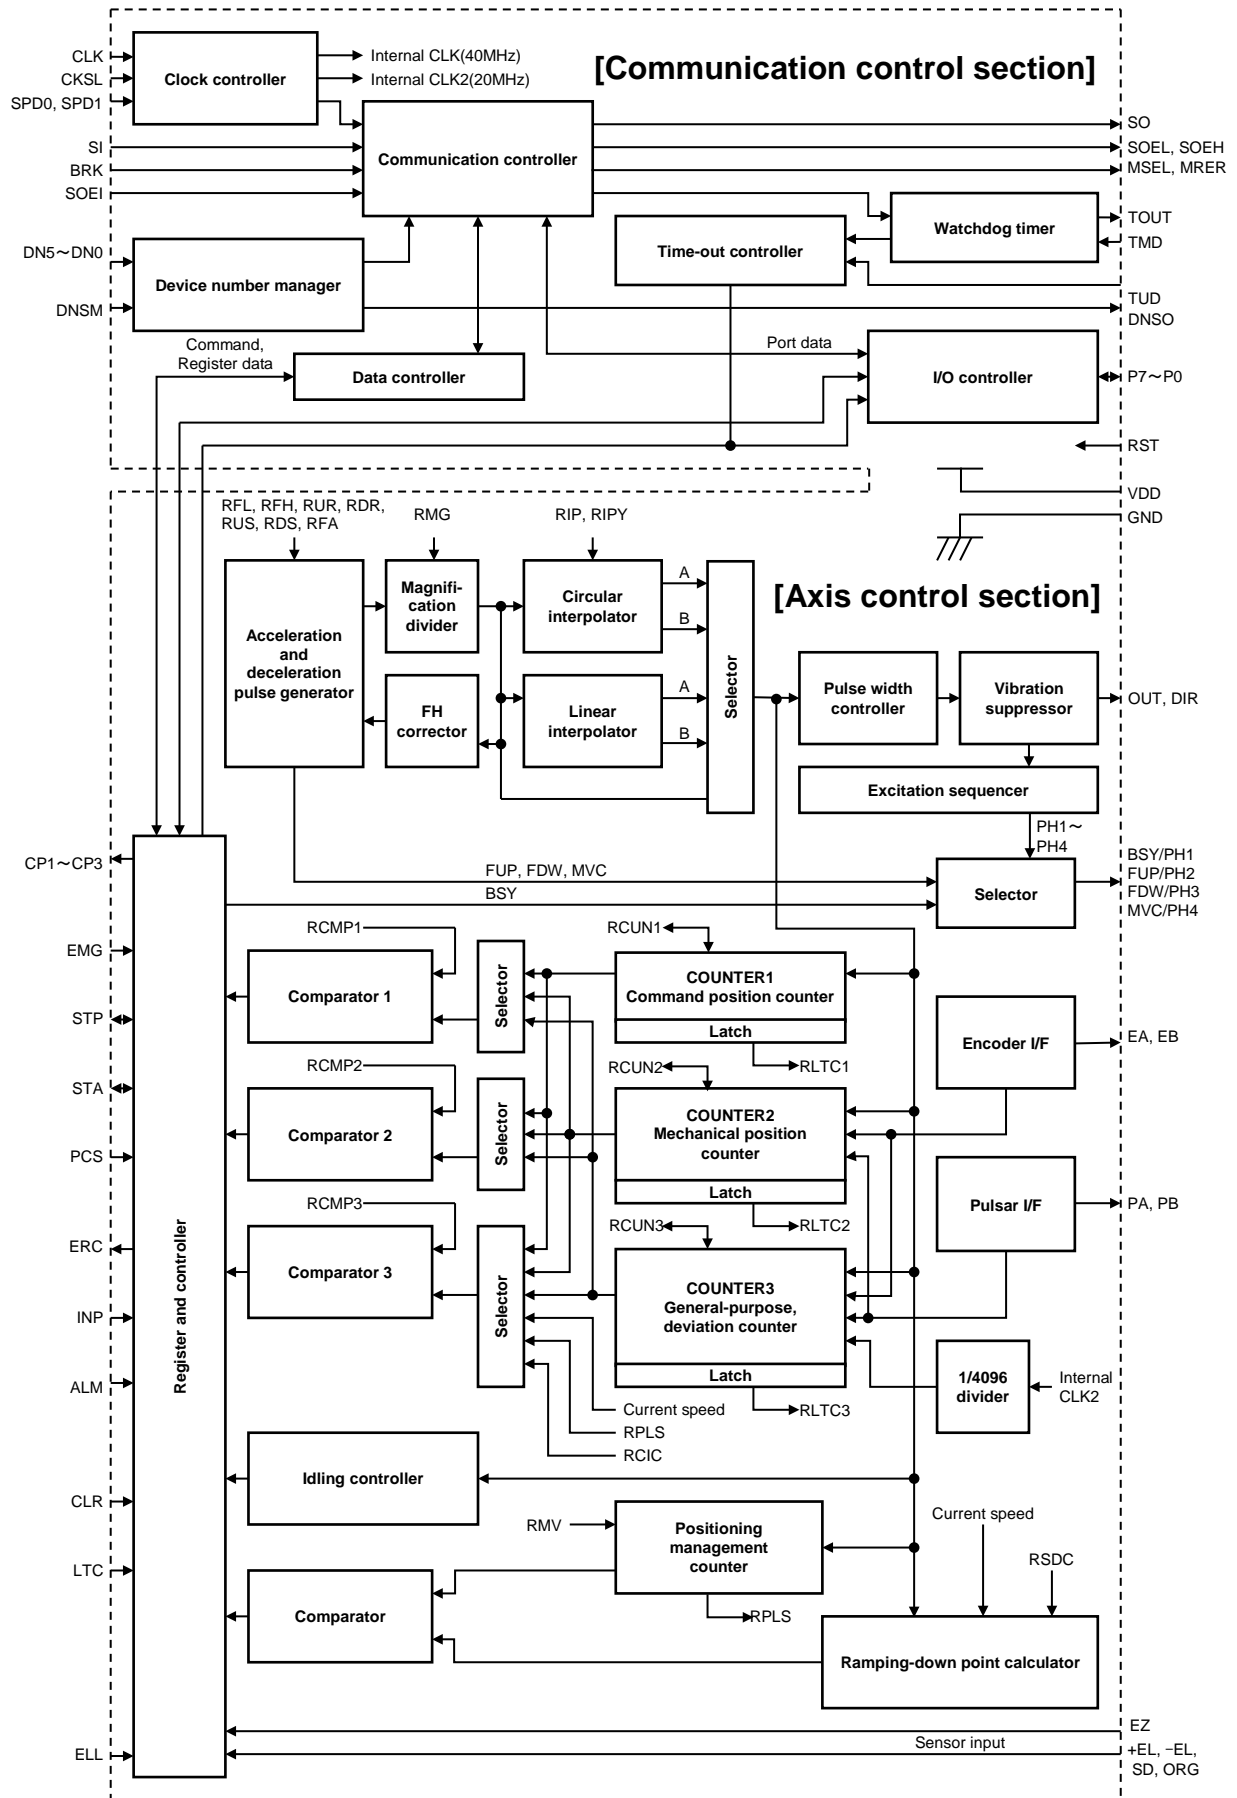 CLK
CKSL
SPD0, SPD1
Clock controller
Internal CLK(40MHz)
Internal CLK2(20MHz)
[Communication control section]
SI
BRK
SOEI
Communication controller
SO
SOEL, SOEH
MSEL, MRER
DN5～DN0
DNSM
Device number manager
Time-out controller
Watchdog timer
TOUT
TMD
TUD
DNSO
Command,
Register data
Data controller
Port data
I/O controller
P7～P0
RST
VDD
GND
RFL, RFH, RUR, RDR,
RUS, RDS, RFA
RMG
RIP, RIPY
[Axis control section]
Acceleration
and
deceleration
pulse generator
Magnifi-
cation
divider
FH
corrector
Circular
interpolator
A
B
Linear
interpolator
A
B
Selector
Pulse width
controller
Vibration
suppressor
OUT, DIR
Excitation sequencer
PH1～
PH4
FUP, FDW, MVC
BSY
Selector
BSY/PH1
FUP/PH2
FDW/PH3
MVC/PH4
CP1～CP3
EMG
STP
STA
PCS
ERC
INP
ALM
CLR
LTC
ELL
Register and controller
RCMP1
Comparator 1
Selector
RCUN1
COUNTER1
Command position counter
Latch
RLTC1
Encoder I/F
EA, EB
RCMP2
Comparator 2
Selector
RCUN2
COUNTER2
Mechanical position
counter
Latch
RLTC2
Pulsar I/F
PA, PB
RCMP3
Comparator 3
Selector
RCUN3
COUNTER3
General-purpose,
deviation counter
Latch
RLTC3
1/4096
divider
Internal
CLK2
Current speed
RPLS
RCIC
Idling controller
RMV
Positioning
management
counter
RPLS
Current speed
RSDC
Comparator
Ramping-down point calculator
EZ
Sensor input
+EL, −EL,
SD, ORG